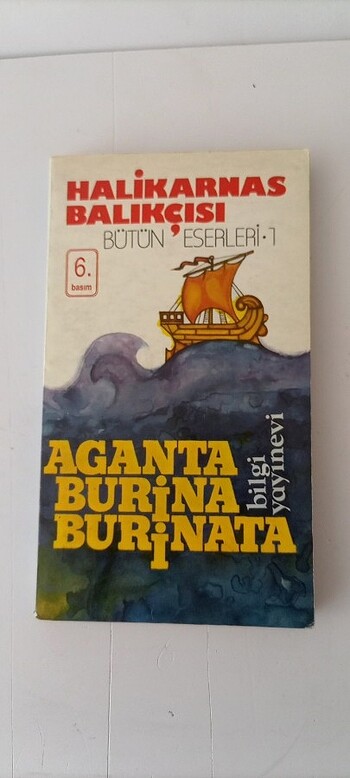 HALİKARNAS
BALIKÇISI
BÜTÜN ESERLERİ·1
6.
basım
AGANTA
BURİNA
BURİNATA
bilgi
yayınevi